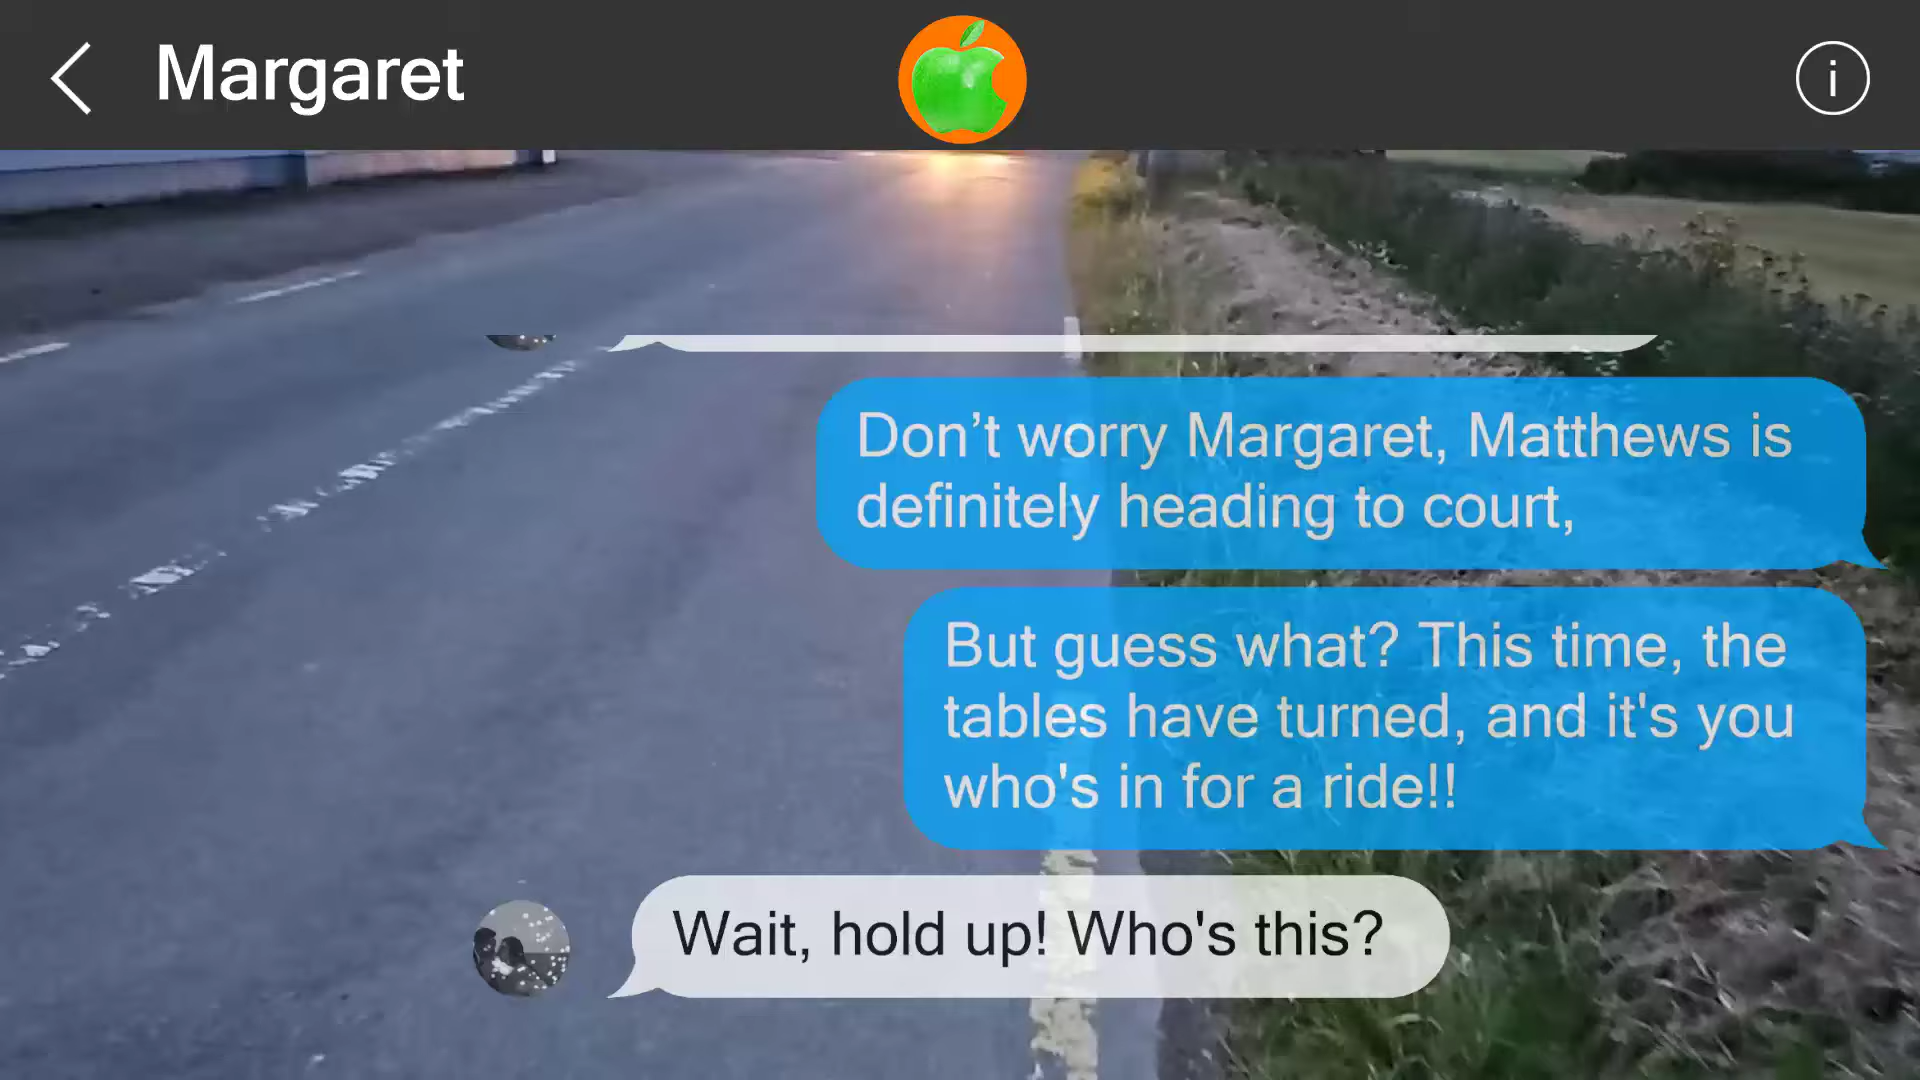 Margaret
i
Don’t worry Margaret, Matthews is
definitely heading to court,
But guess what? This time, the
tables have turned, and it's you
who's in for a ride!!
Wait, hold up! Who's this?